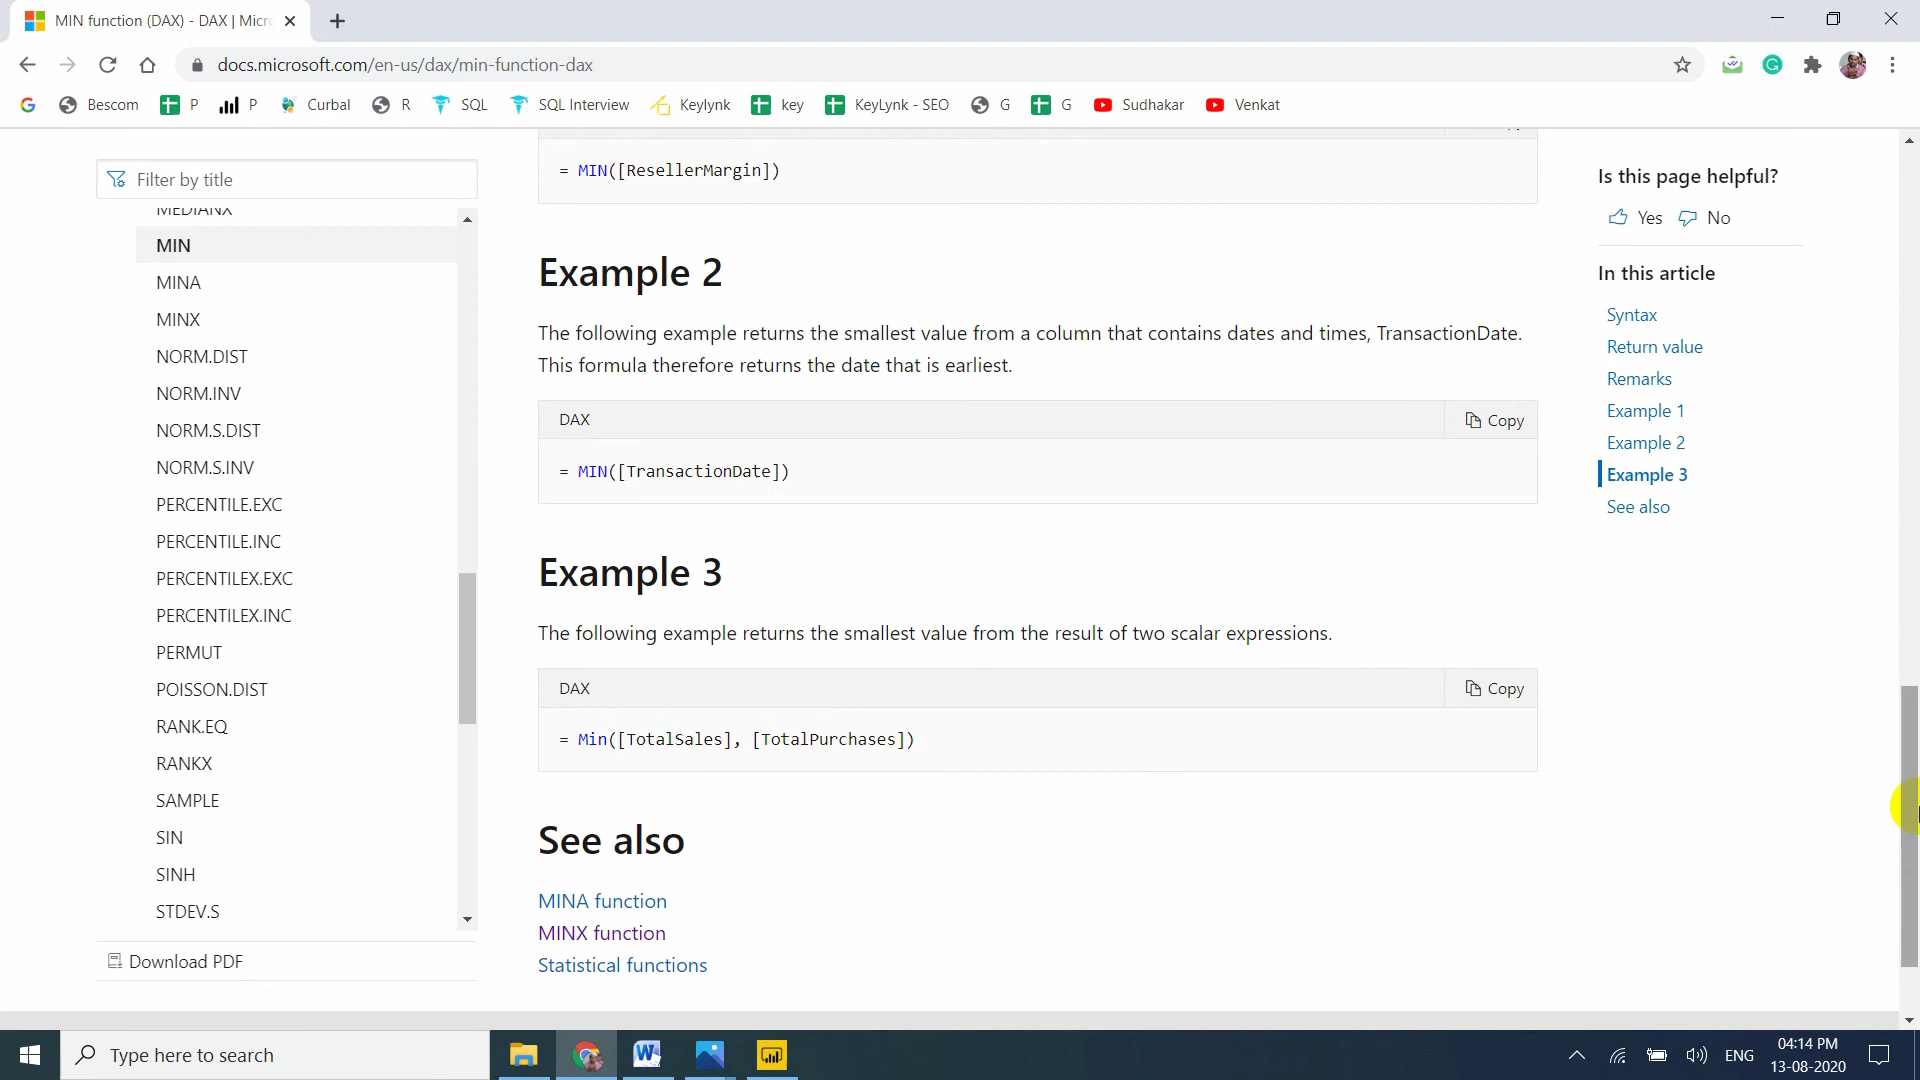 MIN function (DAX) - DAX | Micr
docs.microsoft.com/en-us/dax/min-function-dax
Bescom P P Curbal R SQL SQL Interview Keylynk key KeyLynk - SEO G G Sudhakar Venkat
Filter by title
MEDIANX
MIN
MINA
MINX
NORM.DIST
NORM.INV
NORM.S.DIST
NORM.S.INV
PERCENTILE.EXC
PERCENTILE.INC
PERCENTILEX.EXC
PERCENTILEX.INC
PERMUT
POISSON.DIST
RANK.EQ
RANKX
SAMPLE
SIN
SINH
STDEV.S
Download PDF
= MIN([ResellerMargin])
Example 2
The following example returns the smallest value from a column that contains dates and times, TransactionDate.
This formula therefore returns the date that is earliest.
DAX Copy
= MIN([TransactionDate])
Example 3
The following example returns the smallest value from the result of two scalar expressions.
DAX Copy
= Min([TotalSales], [TotalPurchases])
See also
MINA function
MINX function
Statistical functions
Is this page helpful?
Yes No
In this article
Syntax
Return value
Remarks
Example 1
Example 2
Example 3
See also
Type here to search
ENG
04:14 PM
13-08-2020